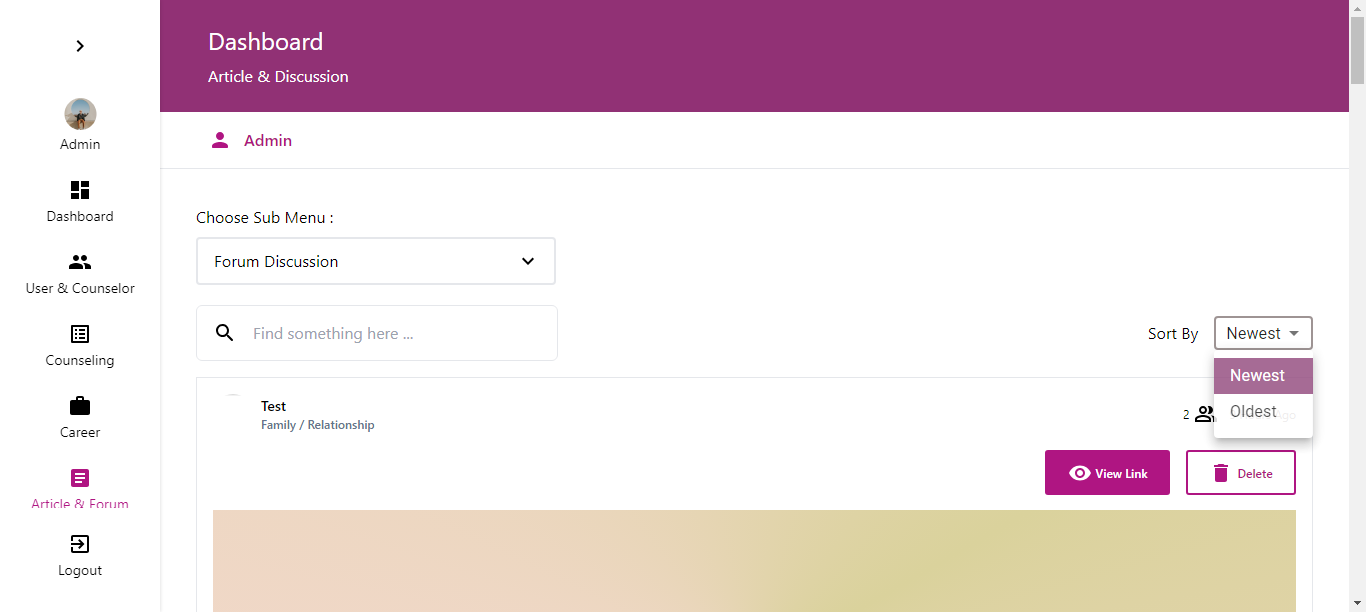 Dashboard
Article & Discussion
Admin
Admin
Dashboard
User & Counselor
Counseling
Career
Article & Forum
Logout
Choose Sub Menu :
Forum Discussion
Find something here ...
Sort By
Newest
Newest
Oldest
Test
Family / Relationship
2
View Link
Delete